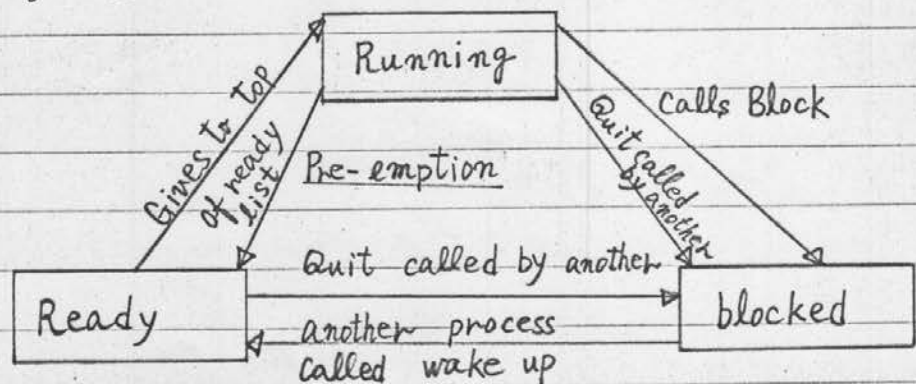 Running
Gives to top
of ready
list
Pre-emption
Quit called
by another
Calls Block
Ready
Quit called by another
another process
called wake up
blocked